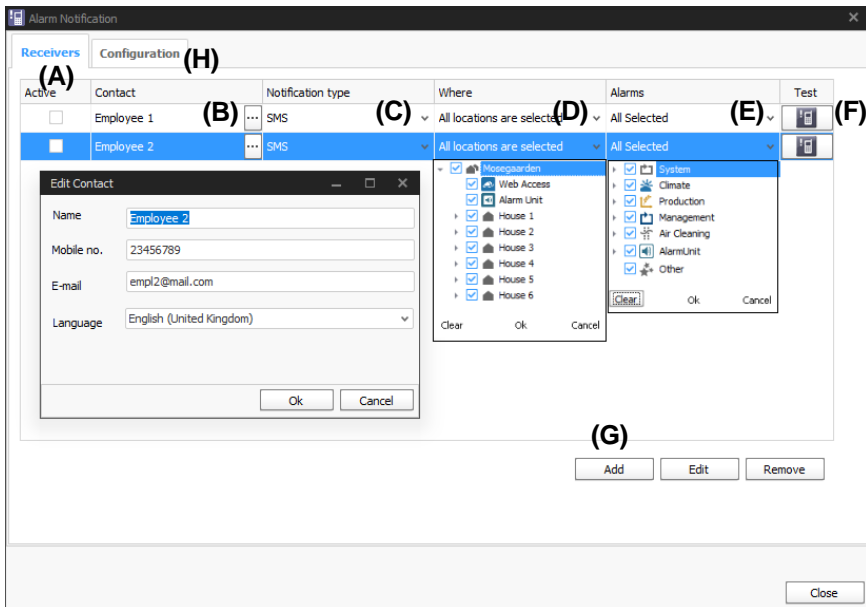 Alarm Notification
Receivers Configuration (H)
(A)
Active Contact Notification type Where Alarms Test
Employee 1 (B) ... SMS (C) All locations are selected (D) All Selected (E) (F)
Employee 2 ... SMS All locations are selected All Selected
Edit Contact
Name Employee 2
Mobile no. 23456789
E-mail empl2@mail.com
Language English (United Kingdom)
Ok Cancel
Mosegaarden
Web Access
Alarm Unit
House 1
House 2
House 3
House 4
House 5
House 6
Clear Ok Cancel
System
Climate
Production
Management
Air Cleaning
AlarmUnit
Other
Clear Ok Cancel
(G)
Add Edit Remove
Close